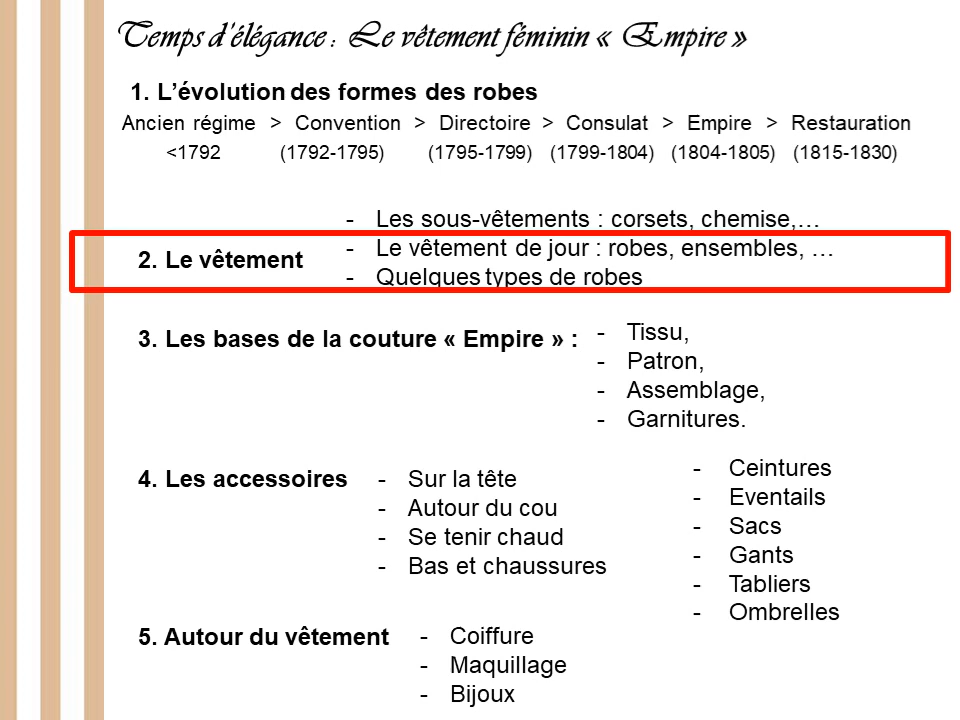 Temps d'élégance : Le vêtement féminin « Empire »
1. L'évolution des formes des robes
Ancien régime > Convention > Directoire > Consulat > Empire > Restauration
<1792 (1792-1795) (1795-1799) (1799-1804) (1804-1805) (1815-1830)
2. Le vêtement
- Les sous-vêtements : corsets, chemise,…
- Le vêtement de jour : robes, ensembles, …
- Quelques types de robes
3. Les bases de la couture « Empire » :
- Tissu,
- Patron,
- Assemblage,
- Garnitures.
4. Les accessoires
- Sur la tête
- Autour du cou
- Se tenir chaud
- Bas et chaussures
- Ceintures
- Eventails
- Sacs
- Gants
- Tabliers
- Ombrelles
5. Autour du vêtement
- Coiffure
- Maquillage
- Bijoux